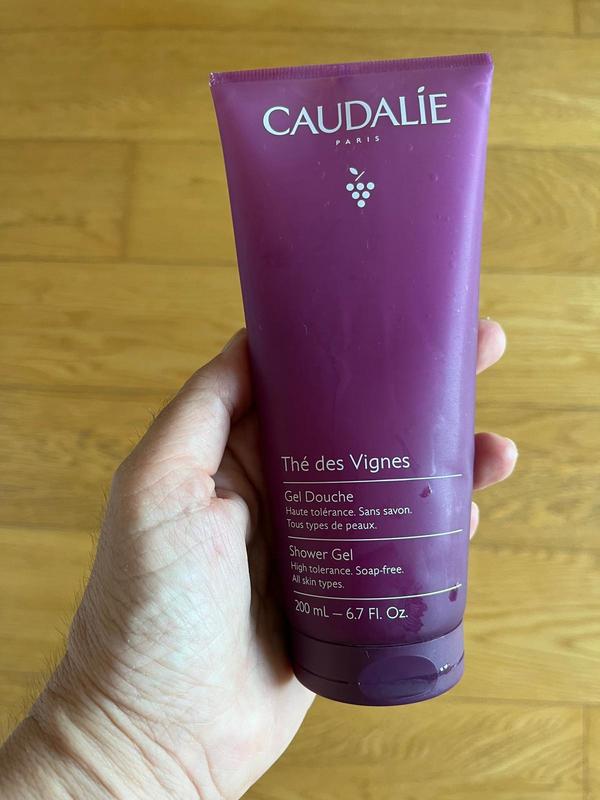 CAUDALÍE
PARIS
Thé des Vignes
Gel Douche
Haute tolérance. Sans savon.
Tous types de peaux.
Shower Gel
High tolerance. Soap-free.
All skin types.
200 mL – 6.7 Fl. Oz.